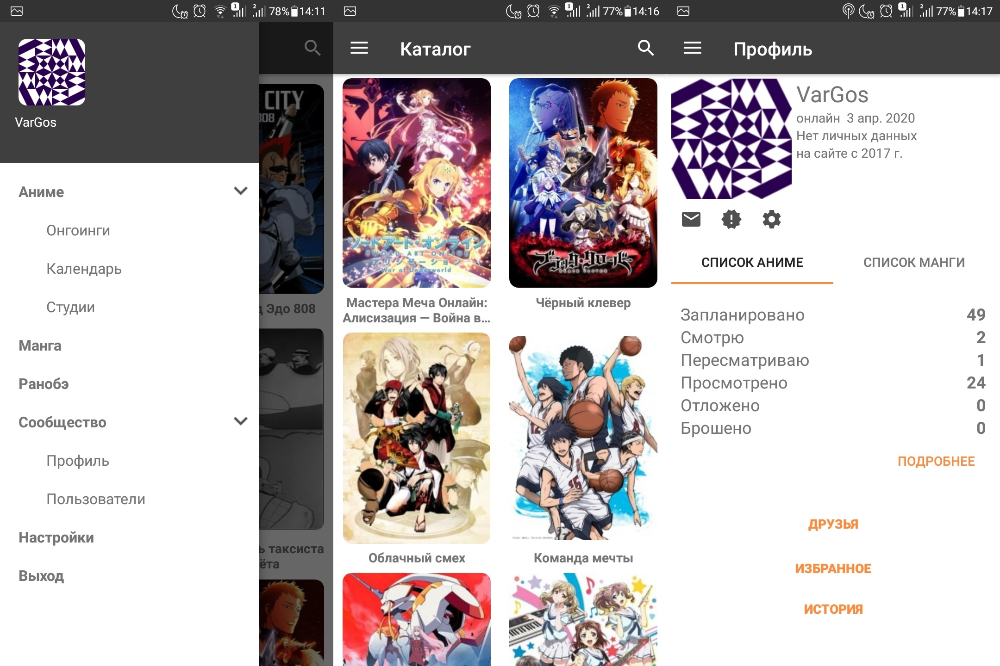 78% 14:11
VarGos
Аниме
Онгоинги
Календарь
Студии
Манга
Ранобэ
Сообщество
Профиль
Пользователи
Настройки
Выход
CITY
808
Эдо 808
ь таксиста
ёта
77% 14:16
Каталог
ソードアート・オンライン
SWORD ART ONLINE
アリシゼーション
War of Underworld
Мастера Меча Онлайн:
Алисизация — Война в…
ブラッククローバー
BLACK CLOVER
Чёрный клевер
12
15
Облачный смех
Команда мечты
77% 14:17
Профиль
VarGos
онлайн 3 апр. 2020
Нет личных данных
на сайте с 2017 г.
СПИСОК АНИМЕ
СПИСОК МАНГИ
Запланировано 49
Смотрю 2
Пересматриваю 1
Просмотрено 24
Отложено 0
Брошено 0
ПОДРОБНЕЕ
ДРУЗЬЯ
ИЗБРАННОЕ
ИСТОРИЯ